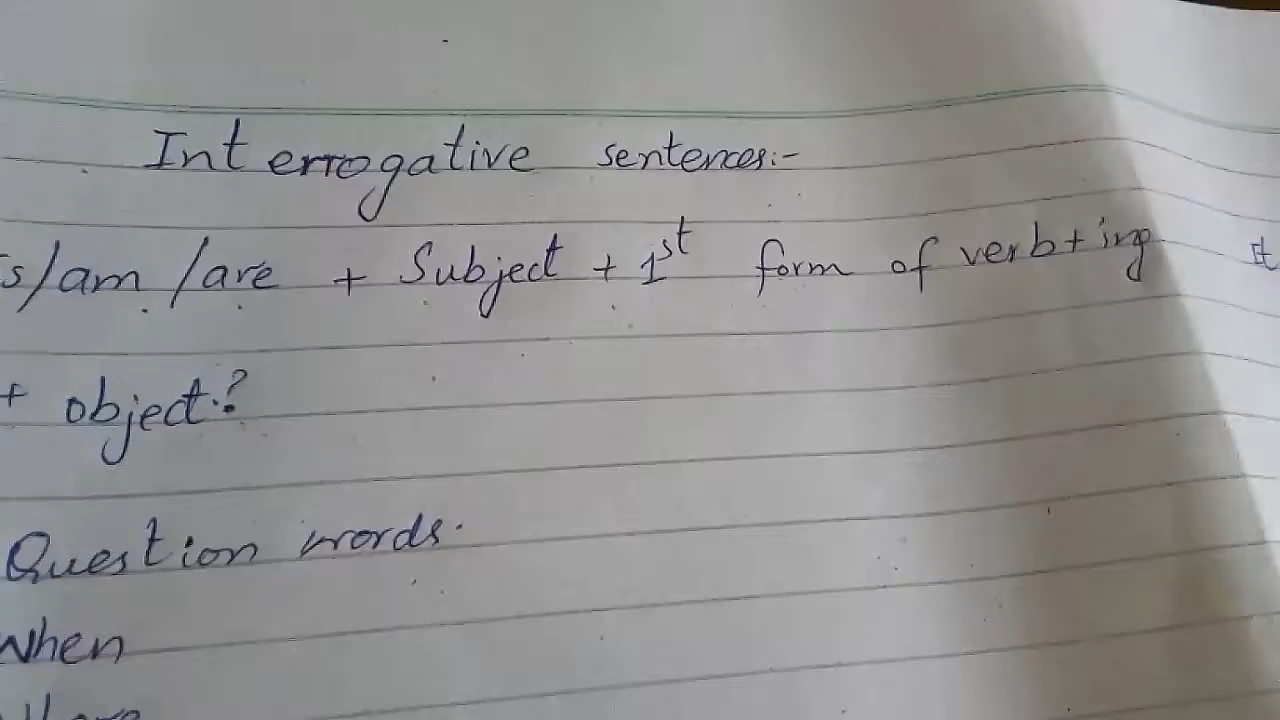 Interrogative sentences:-
s/am/are + Subject + 1st form of verb+ing
+ object.?
Question words.
When